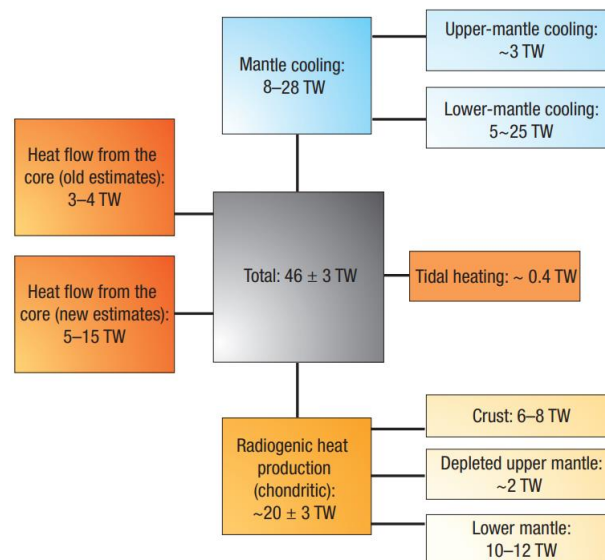 Mantle cooling:
8–28 TW
Upper-mantle cooling:
~3 TW
Lower-mantle cooling:
5~25 TW
Heat flow from the
core (old estimates):
3–4 TW
Heat flow from the
core (new estimates):
5–15 TW
Total: 46 ± 3 TW
Tidal heating: ~ 0.4 TW
Radiogenic heat
production
(chondritic):
~20 ± 3 TW
Crust: 6–8 TW
Depleted upper mantle:
~2 TW
Lower mantle:
10–12 TW